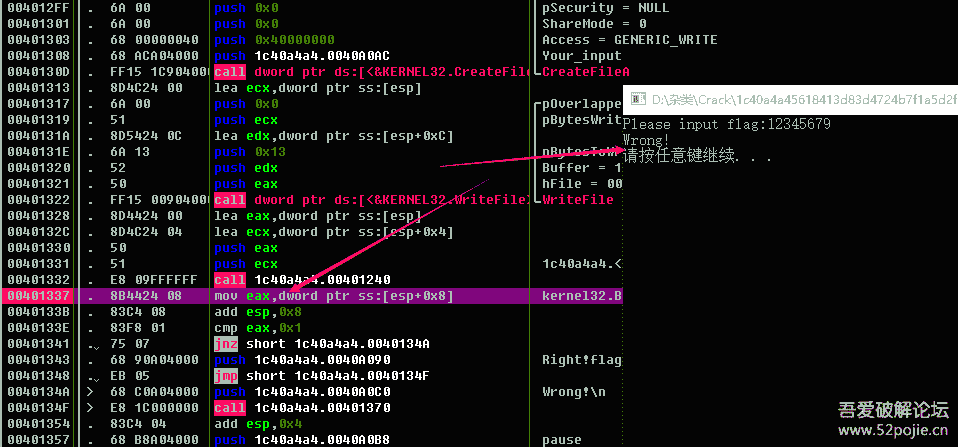 004012FF . 6A 00 push 0x0 pSecurity = NULL
00401301 . 6A 00 push 0x0 ShareMode = 0
00401303 . 68 00000040 push 0x40000000 Access = GENERIC_WRITE
00401308 . 68 ACA04000 push 1c40a4a4.0040A0AC Your_input
0040130D . FF15 1C90400 call dword ptr ds:[<&KERNEL32.CreateFile CreateFileA
00401313 . 8D4C24 00 lea ecx,dword ptr ss:[esp]
00401317 . 6A 00 push 0x0 pOverlappe
00401319 . 51 push ecx pBytesWrit
0040131A . 8D5424 0C lea edx,dword ptr ss:[esp+0xC]
0040131E . 6A 13 push 0x13 nBytesToW
00401320 . 52 push edx Buffer = 1
00401321 . 50 push eax hFile = 00
00401322 . FF15 0090400 call dword ptr ds:[<&KERNEL32.WriteFile> WriteFile
00401328 . 8D4424 00 lea eax,dword ptr ss:[esp]
0040132C . 8D4C24 04 lea ecx,dword ptr ss:[esp+0x4]
00401330 . 50 push eax
00401331 . 51 push ecx 1c40a4a4.<
00401332 . E8 09FFFFFF call 1c40a4a4.00401240
00401337 . 8B4424 08 mov eax,dword ptr ss:[esp+0x8] kernel32.B
0040133B . 83C4 08 add esp,0x8
0040133E . 83F8 01 cmp eax,0x1
00401341 . 75 07 jnz short 1c40a4a4.0040134A
00401343 . 68 90A04000 push 1c40a4a4.0040A090 Right!flag
00401348 . EB 05 jmp short 1c40a4a4.0040134F
0040134A > 68 C0A04000 push 1c40a4a4.0040A0C0 Wrong!\n
0040134F > E8 1C000000 call 1c40a4a4.00401370
00401354 . 83C4 04 add esp,0x4
00401357 . 68 B8A04000 push 1c40a4a4.0040A0B8 pause
D:\杂类\Crack\1c40a4a45618413d83d4724b7f1a5d2f
Please input flag:12345679
Wrong!
请按任意键继续. . .
吾爱破解论坛
www.52pojie.cn